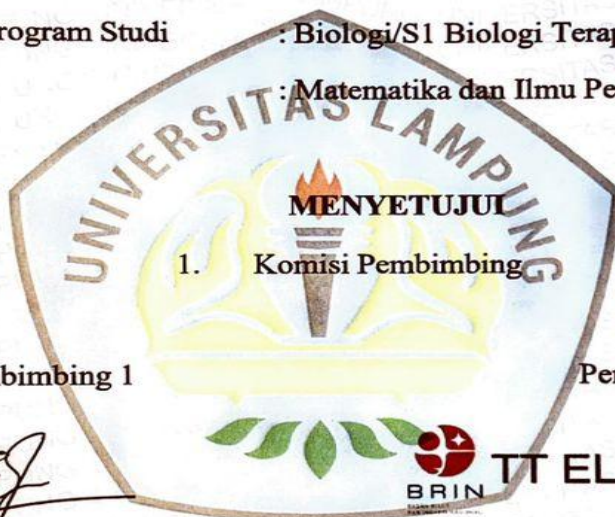 rogram Studi : Biologi/S1 Biologi Terap
: Matematika dan Ilmu Pe
UNIVERSITAS LAMPUNG
MENYETUJUI
1. Komisi Pembimbing
bimbing 1 Pe
BRIN TT EL